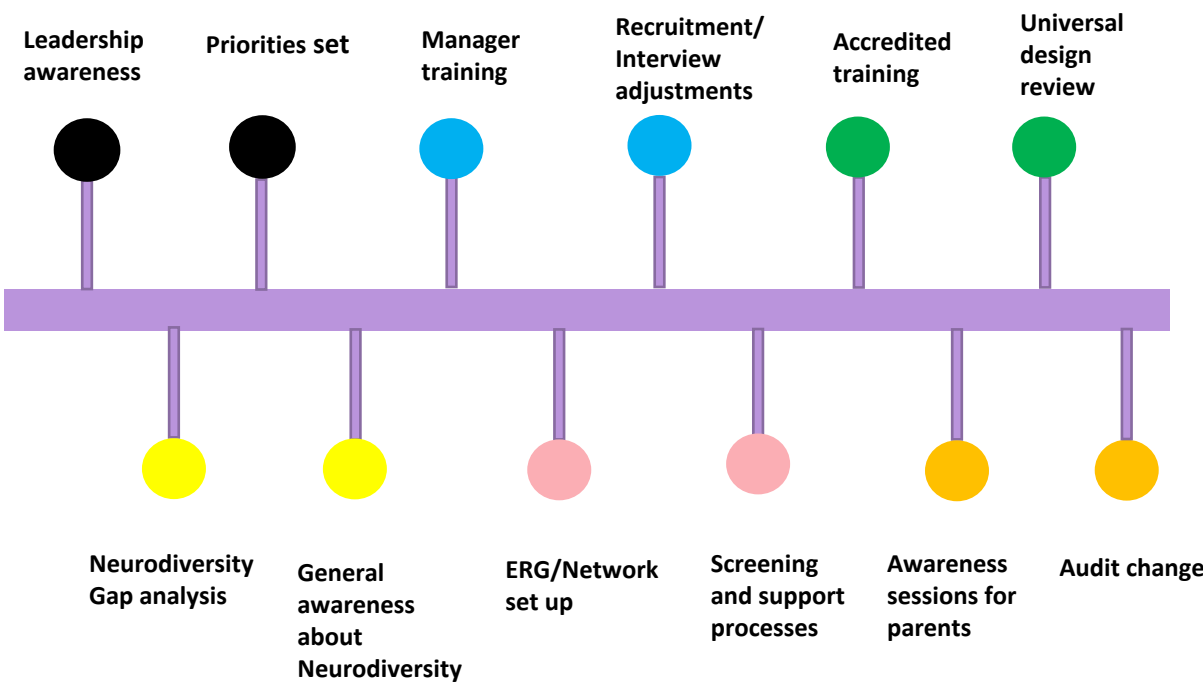 Leadership
awareness
Priorities set
Manager
training
Recruitment/
Interview
adjustments
Accredited
training
Universal
design
review
Neurodiversity
Gap analysis
General
awareness
about
Neurodiversity
ERG/Network
set up
Screening
and support
processes
Awareness
sessions for
parents
Audit change